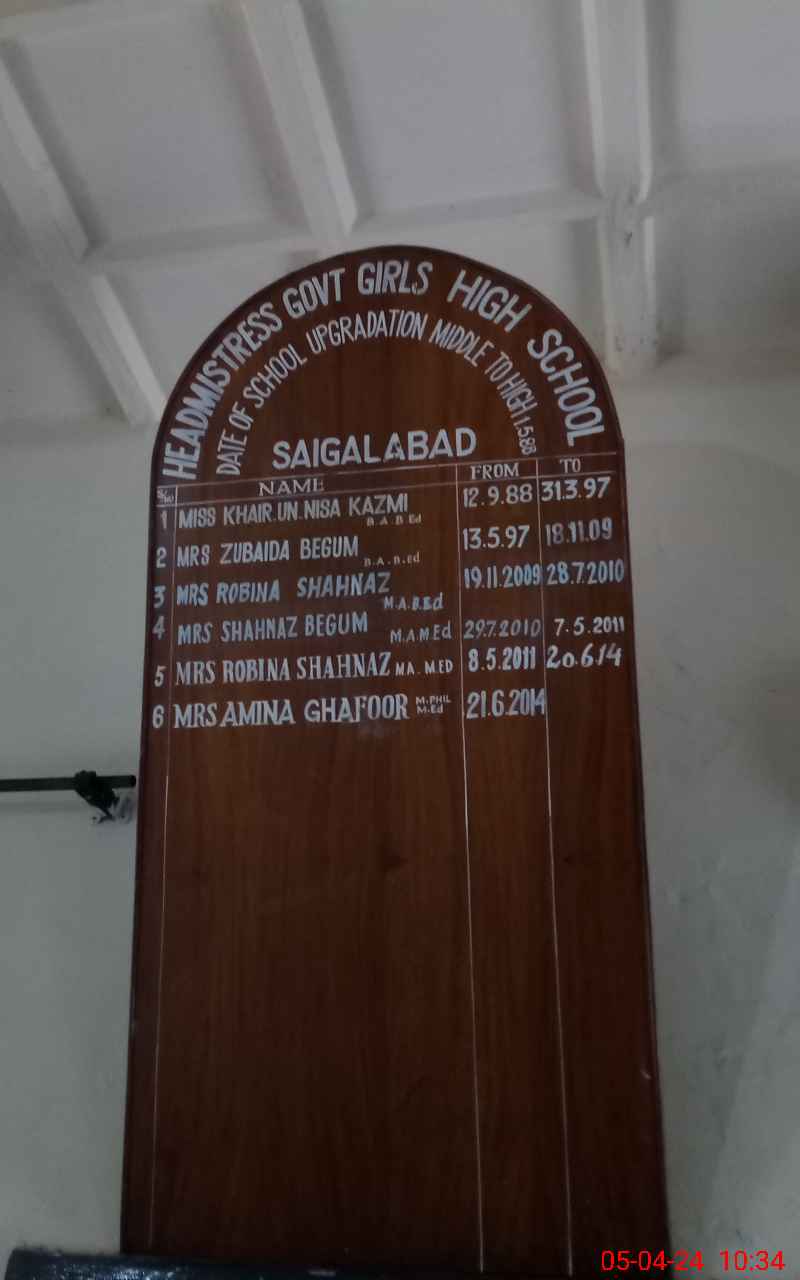 HEADMISTRESS GOVT GIRLS HIGH SCHOOL
DATE OF SCHOOL UPGRADATION MIDDLE TO HIGH 1.5.88
SAIGALABAD
S/No NAME FROM TO
1 MISS KHAIR.UN.NISA KAZMI B.A.B.Ed 12.9.88 31.3.97
2 MRS ZUBAIDA BEGUM B.A.B.Ed 13.5.97 18.11.09
3 MRS ROBINA SHAHNAZ M.A.B.Ed 19.11.2009 28.7.2010
4 MRS SHAHNAZ BEGUM M.A.M.Ed 29.7.2010 7.5.2011
5 MRS ROBINA SHAHNAZ MA.M.ED 8.5.2011 20.6.14
6 MRS AMINA GHAFOOR M.PHIL M.Ed 21.6.2014
05-04-24 10:34